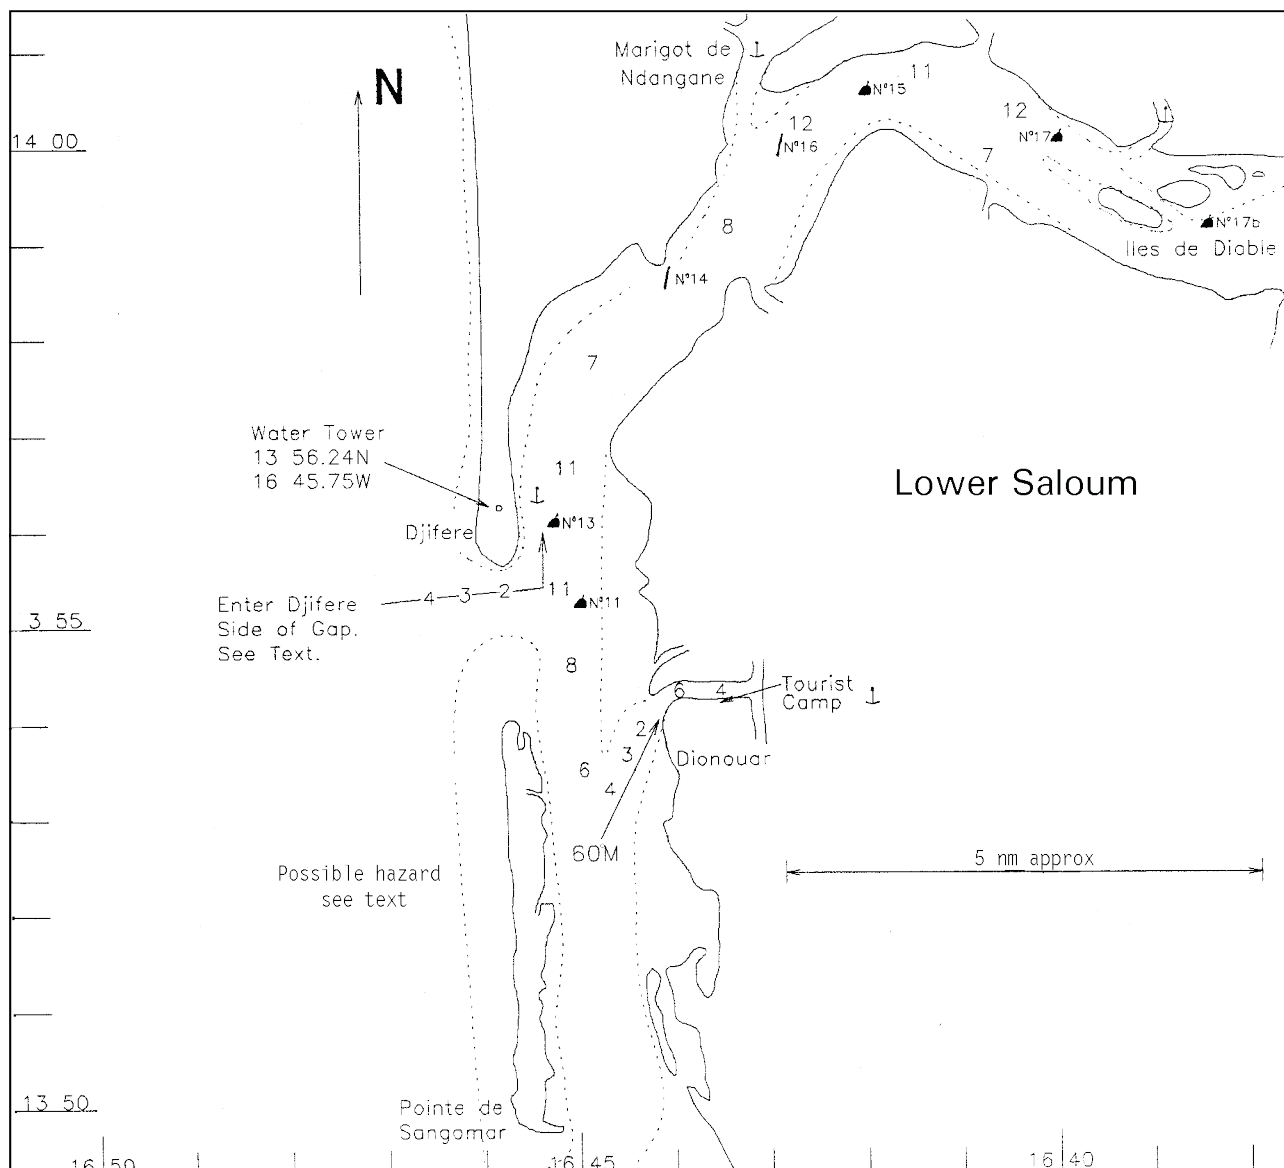 Marigot de
Ndangane
N
11
N°15
12
N°17
12
N°16
14 00
7
8
N°17b
Iles de Diable
N°14
7
Water Tower
13 56.24N
16 45.75W
11
Lower Saloum
N°13
Djifere
4 3 2
11
N°11
Enter Djifere
Side of Gap.
See Text.
3 55
8
6 4
Tourist
Camp
2
3
Dionouar
6
4
60M
5 nm approx
Possible hazard
see text
Pointe de
Sangomar
13 50
16 50
16 45
16 40